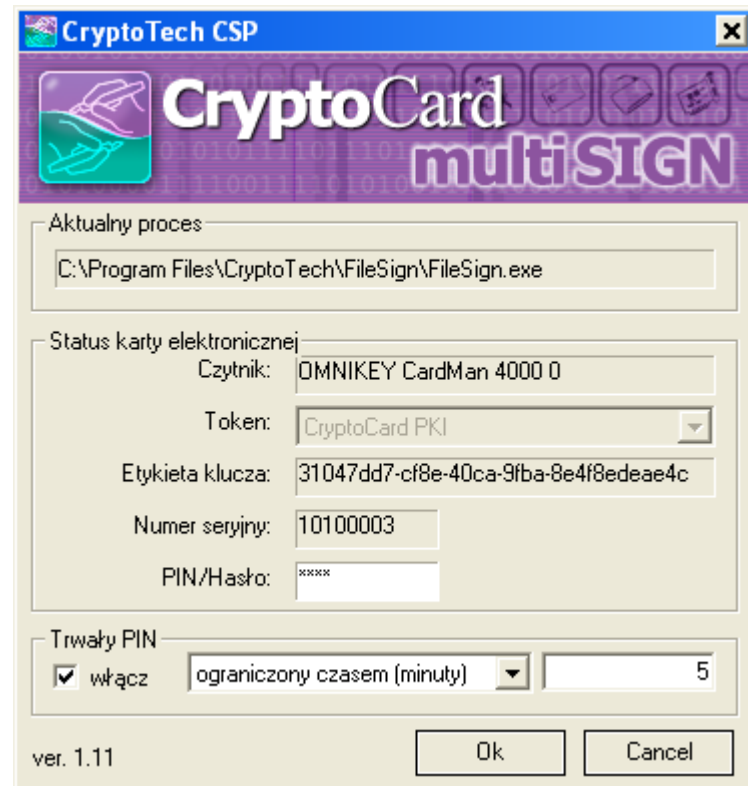 CryptoTech CSP
CryptoCard
multiSIGN
Aktualny proces
C:\Program Files\CryptoTech\FileSign\FileSign.exe
Status karty elektronicznej
Czytnik: OMNIKEY CardMan 4000 0
Token: CryptoCard PKI
Etykieta klucza: 31047dd7-cf8e-40ca-9fba-8e4f8edeae4c
Numer seryjny: 10100003
PIN/Hasło: ****
Trwały PIN
włącz ograniczony czasem (minuty) 5
ver. 1.11 Ok Cancel